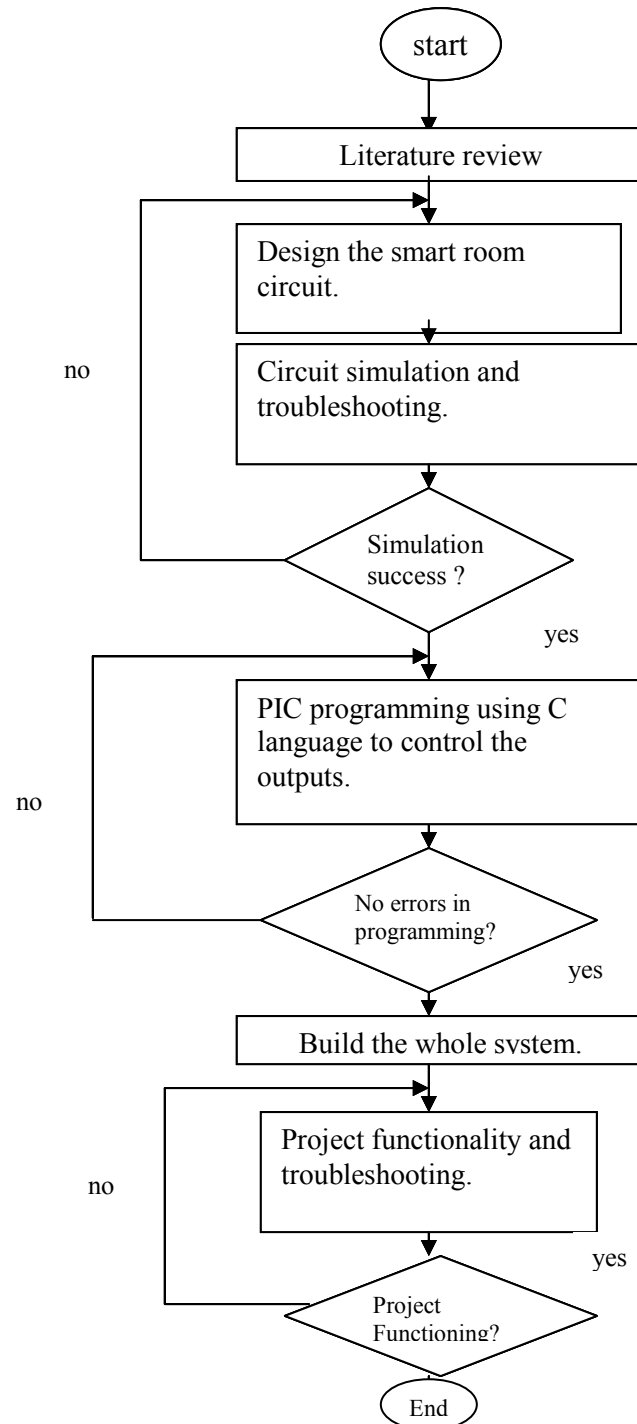 start
Literature review
Design the smart room
circuit.
no
Circuit simulation and
troubleshooting.
Simulation
success ?
yes
PIC programming using C
language to control the
outputs.
no
No errors in
programming?
yes
Build the whole system.
Project functionality and
troubleshooting.
no
yes
Project
Functioning?
End